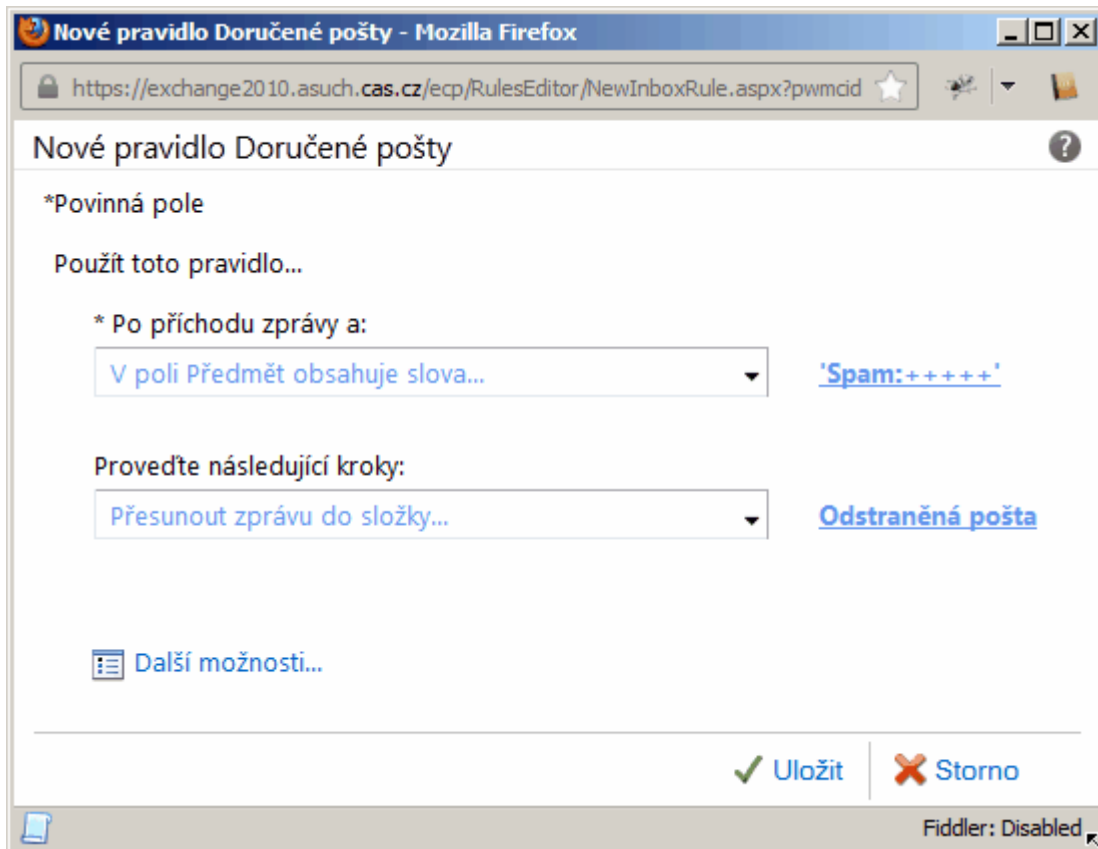 Nové pravidlo Doručené pošty - Mozilla Firefox
https://exchange2010.asuch.cas.cz/ecp/RulesEditor/NewInboxRule.aspx?pwmcid
Nové pravidlo Doručené pošty
*Povinná pole
Použít toto pravidlo...
* Po příchodu zprávy a:
V poli Předmět obsahuje slova... 'Spam:+++++'
Proveďte následující kroky:
Přesunout zprávu do složky... Odstraněná pošta
Další možnosti...
Uložit Storno
Fiddler: Disabled